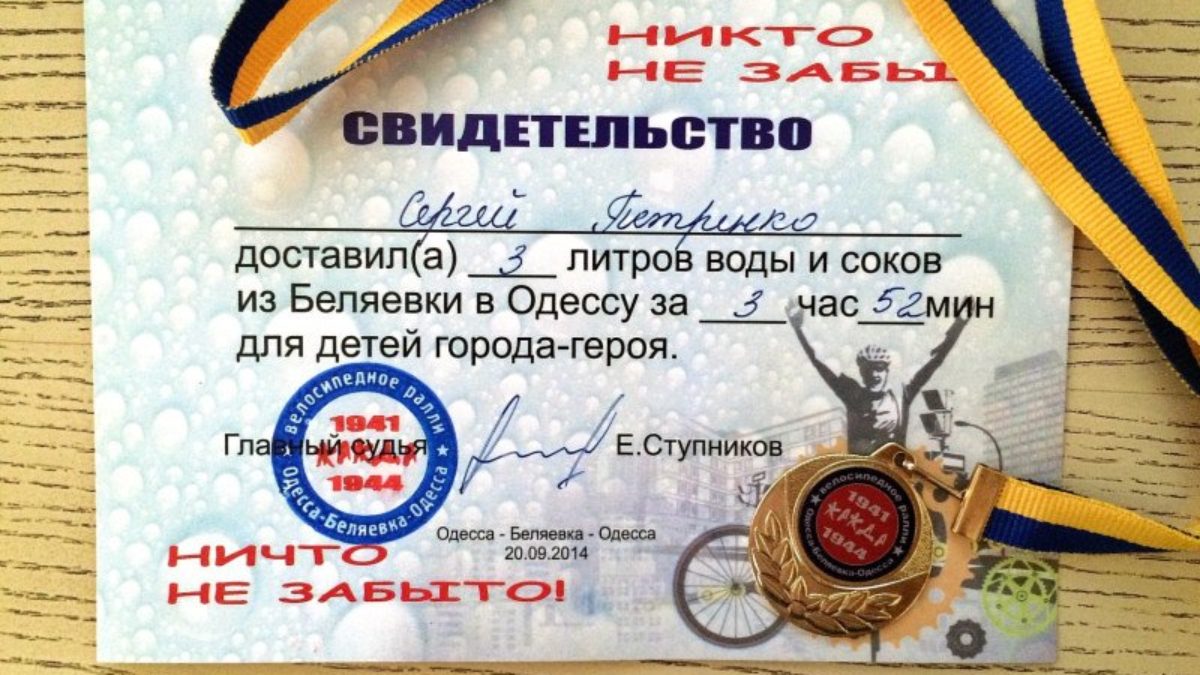 НИКТО
НЕ ЗАБЫ
СВИДЕТЕЛЬСТВО
Сергей Петренко
доставил(а) 3 литров воды и соков
из Беляевки в Одессу за 3 час 52 мин
для детей города-героя.
велосипедное ралли
1941
ЖАЖДА
1944
Одесса-Беляевка-Одесса
Главный судья Е.Ступников
Одесса - Беляевка - Одесса
20.09.2014
НИЧТО
НЕ ЗАБЫТО!
велосипедное ралли
1941
ЖАЖДА
1944
Одесса-Беляевка-Одесса